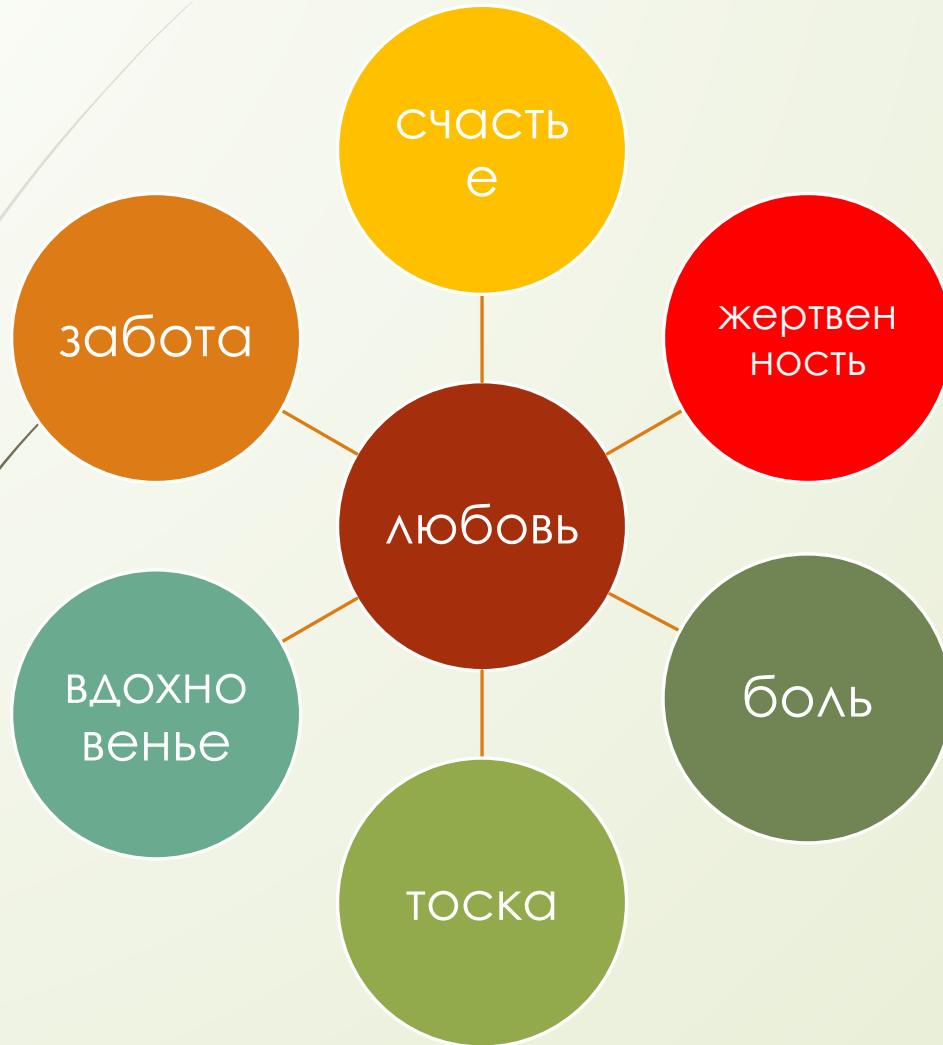 счасть
е
забота
жертвен
ность
любовь
вдохно
венье
боль
тоска